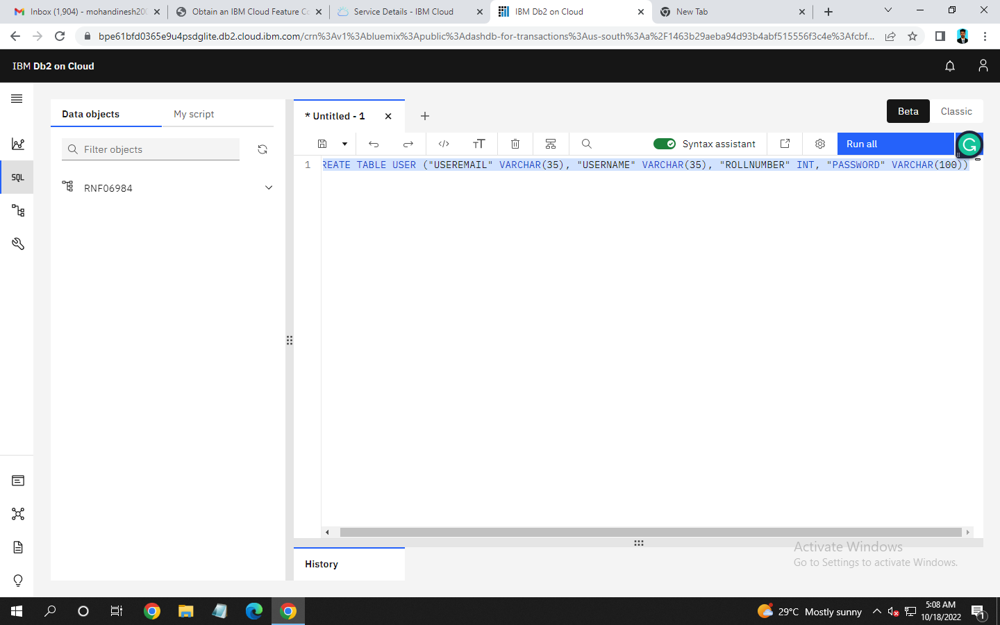 Inbox (1,904) - mohandinesh200
Obtain an IBM Cloud Feature Co
Service Details - IBM Cloud
IBM Db2 on Cloud
New Tab
bpe61bfd0365e9u4psdglite.db2.cloud.ibm.com/crn%3Av1%3Abluemix%3Apublic%3Adashdb-for-transactions%3Aus-south%3Aa%2F1463b29aeba94d93b4abf515556f3c4e%3Afcbf...
IBM Db2 on Cloud
Data objects
My script
* Untitled - 1
Beta
Classic
Filter objects
Syntax assistant
Run all
SQL
RNF06984
1
REATE TABLE USER ("USEREMAIL" VARCHAR(35), "USERNAME" VARCHAR(35), "ROLLNUMBER" INT, "PASSWORD" VARCHAR(100))
Activate Windows
Go to Settings to activate Windows.
History
29°C Mostly sunny
5:08 AM
10/18/2022
1